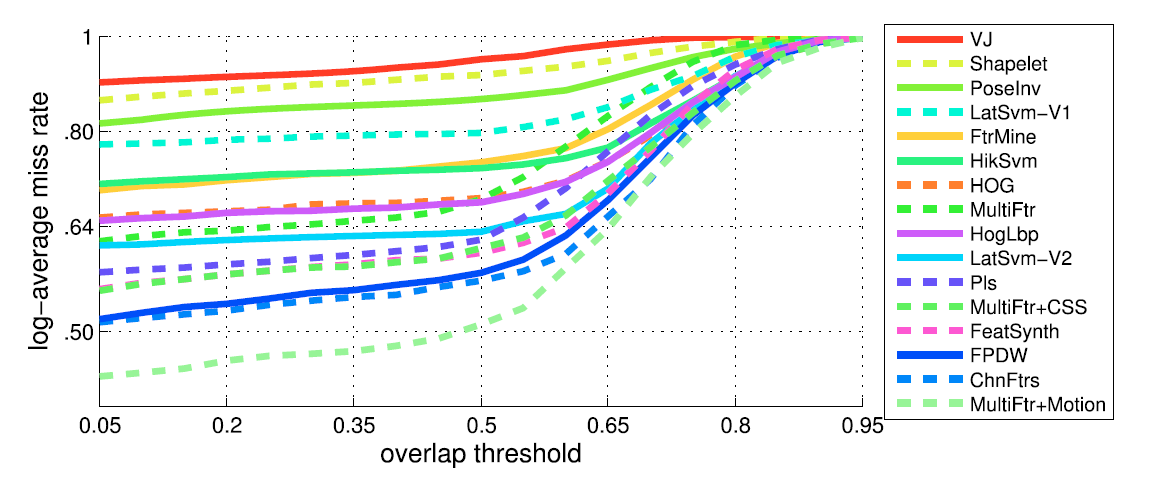 1
.80
.64
.50
log−average miss rate
0.05 0.2 0.35 0.5 0.65 0.8 0.95
overlap threshold
VJ
Shapelet
PoseInv
LatSvm−V1
FtrMine
HikSvm
HOG
MultiFtr
HogLbp
LatSvm−V2
Pls
MultiFtr+CSS
FeatSynth
FPDW
ChnFtrs
MultiFtr+Motion